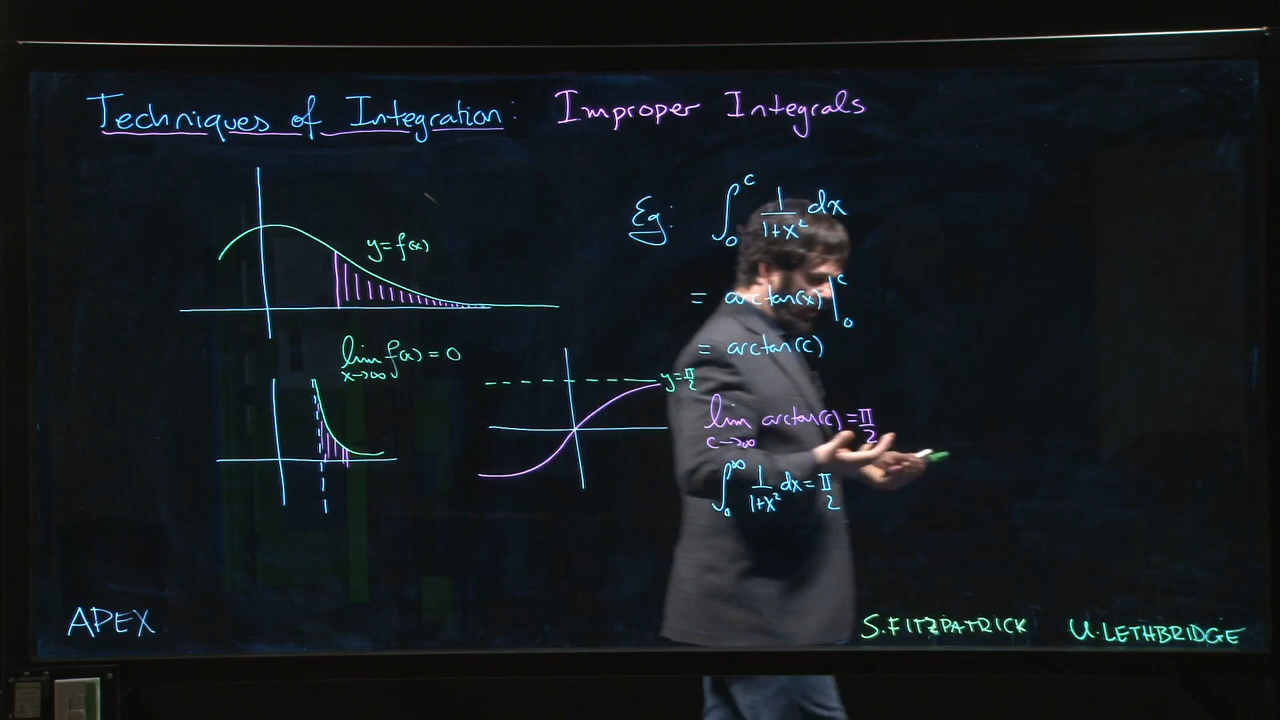 Techniques of Integration: Improper Integrals
y=f(x)
lim f(x) = 0
x→∞
y=π/2
Eg: ∫₀^c 1/(1+x²) dx
= arctan(x) |₀^c
= arctan(c)
lim arctan(c) = π/2
c→∞
∫₀^∞ 1/(1+x²) dx = π/2
APEX
S.FITZPATRICK U.LETHBRIDGE